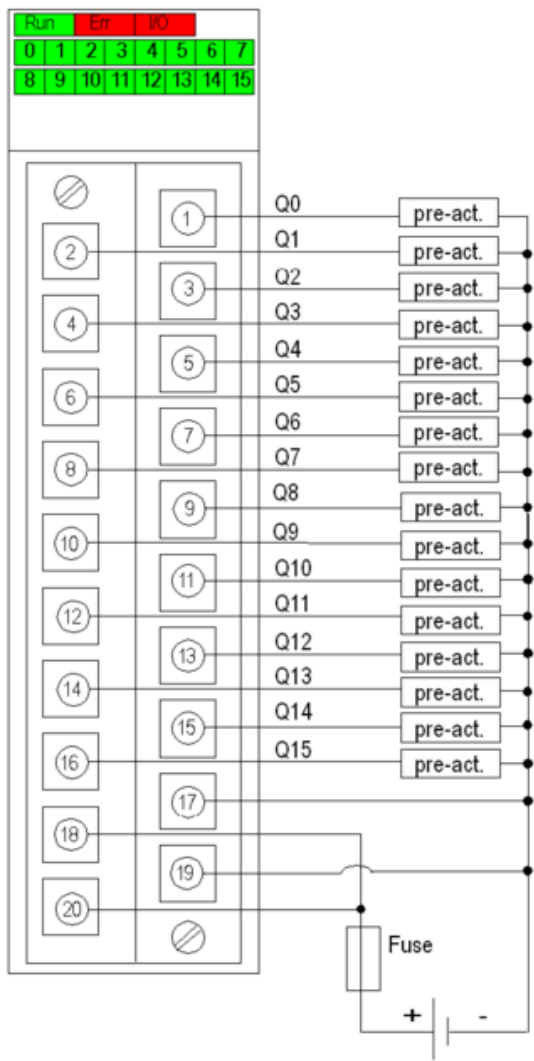 Run Err I/O
0 1 2 3 4 5 6 7
8 9 10 11 12 13 14 15
1 Q0 pre-act.
2 Q1 pre-act.
3 Q2 pre-act.
4 Q3 pre-act.
5 Q4 pre-act.
6 Q5 pre-act.
7 Q6 pre-act.
8 Q7 pre-act.
9 Q8 pre-act.
10 Q9 pre-act.
11 Q10 pre-act.
12 Q11 pre-act.
13 Q12 pre-act.
14 Q13 pre-act.
15 Q14 pre-act.
16 Q15 pre-act.
17
18
19
20
Fuse
+ -